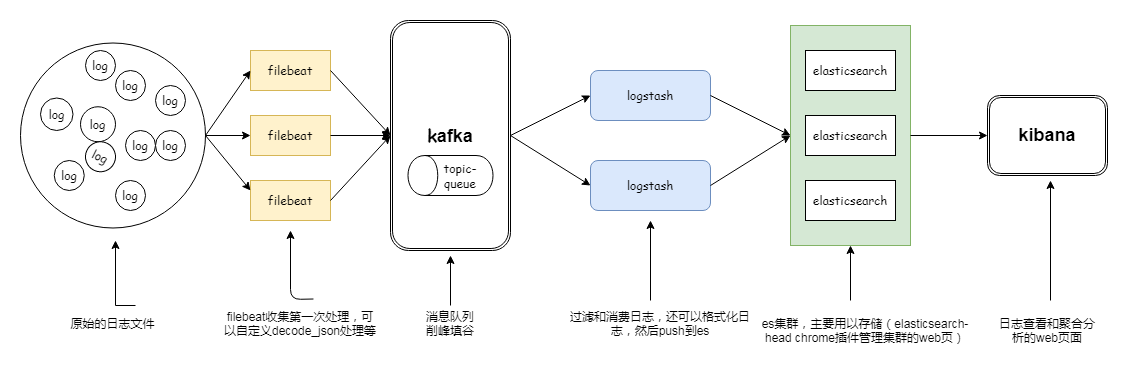 log
log
log
log
log
log
log
log
log
log
filebeat
filebeat
filebeat
kafka
topic-
queue
logstash
logstash
elasticsearch
elasticsearch
elasticsearch
kibana
原始的日志文件
filebeat收集第一次处理，可
以自定义decode_json处理等
消息队列
削峰填谷
过滤和消费日志，还可以格式化日
志，然后push到es
es集群，主要用以存储（elasticsearch-
head chrome插件管理集群的web页）
日志查看和聚合分
析的web页面